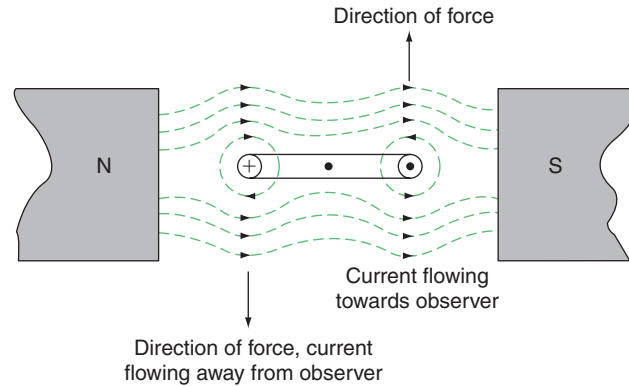 Direction of force
N
S
Current flowing
towards observer
Direction of force, current
flowing away from observer